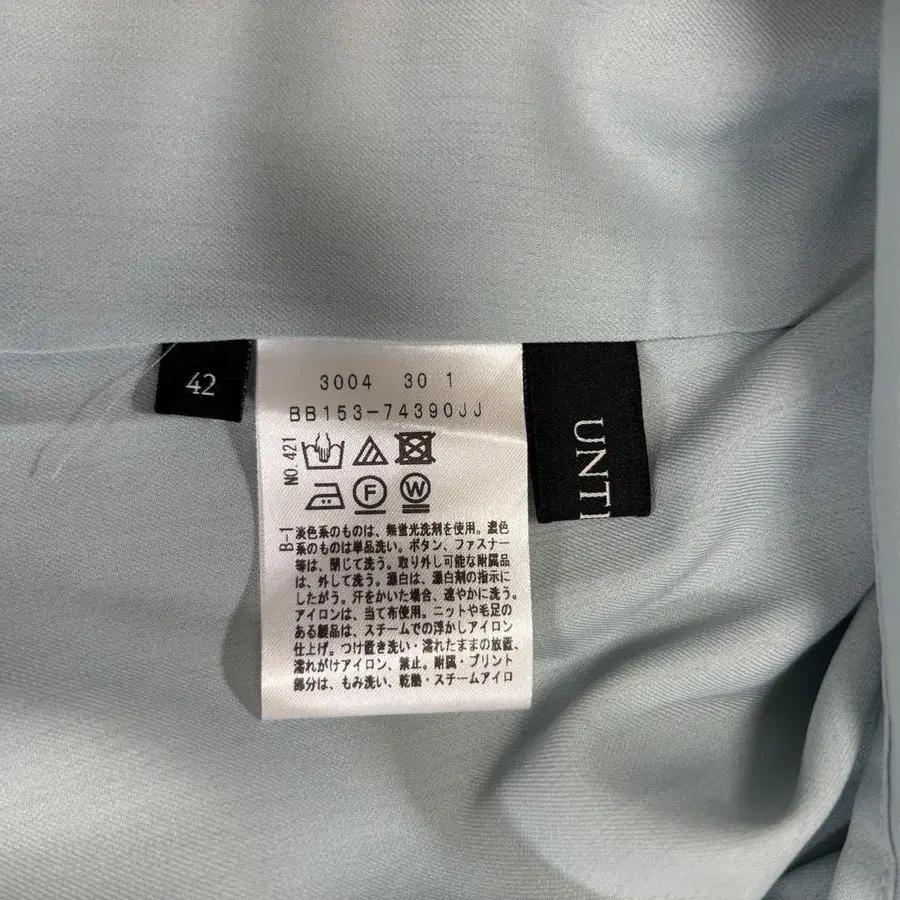 42
3004 30 1
BB153-74390JJ
NO.421
F
W
B-1
淡色系のものは、無蛍光洗剤を使用。濃色
系のものは単品洗い。ボタン、ファスナー
等は、閉じて洗う。取り外し可能な附属品
は、外して洗う。漂白は、漂白剤の指示に
したがう。汗をかいた場合、速やかに洗う。
アイロンは、当て布使用。ニットや毛足の
ある製品は、スチームでの浮かしアイロン
仕上げ。つけ置き洗い・濡れたままの放置、
濡れがけアイロン、禁止。附属・プリント
部分は、もみ洗い、乾熱・スチームアイロ
UNTI